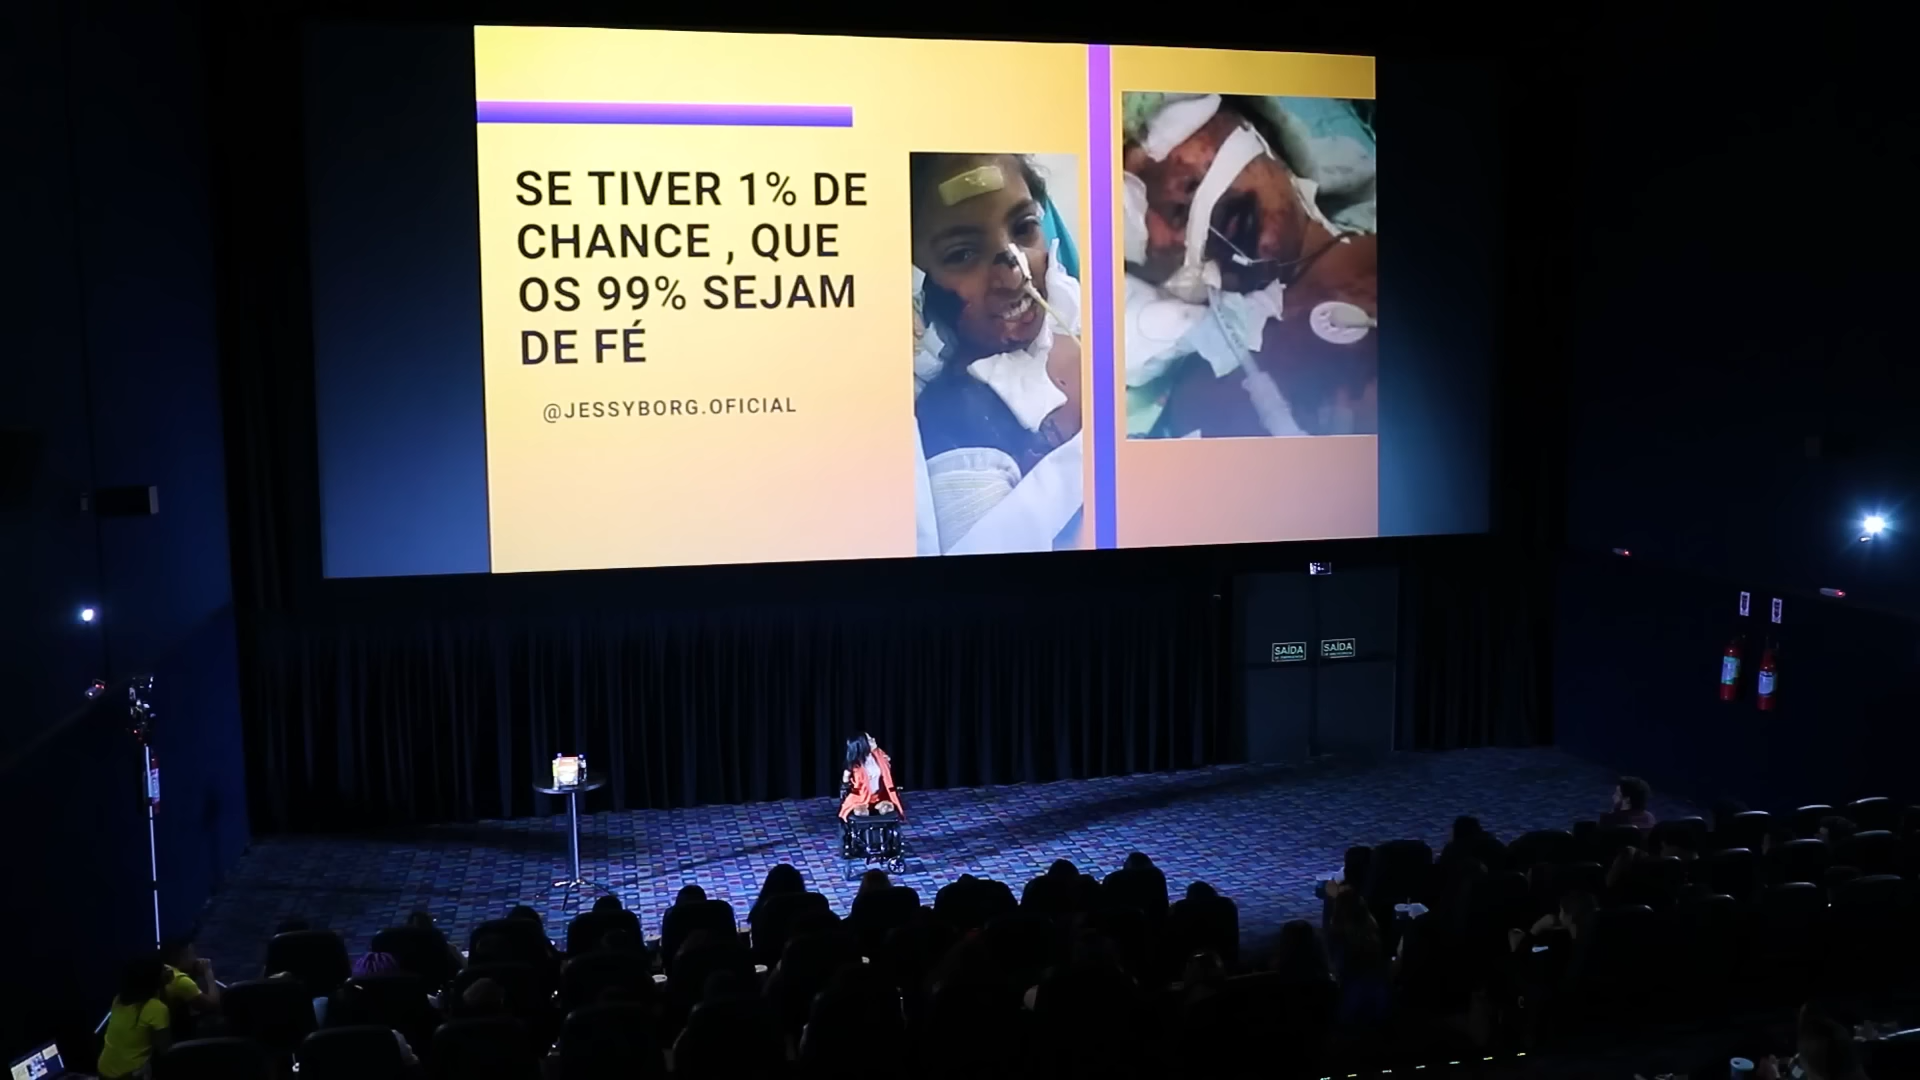 SE TIVER 1% DE
CHANCE , QUE
OS 99% SEJAM
DE FÉ
@JESSYBORG.OFICIAL
SAÍDA
SAÍDA